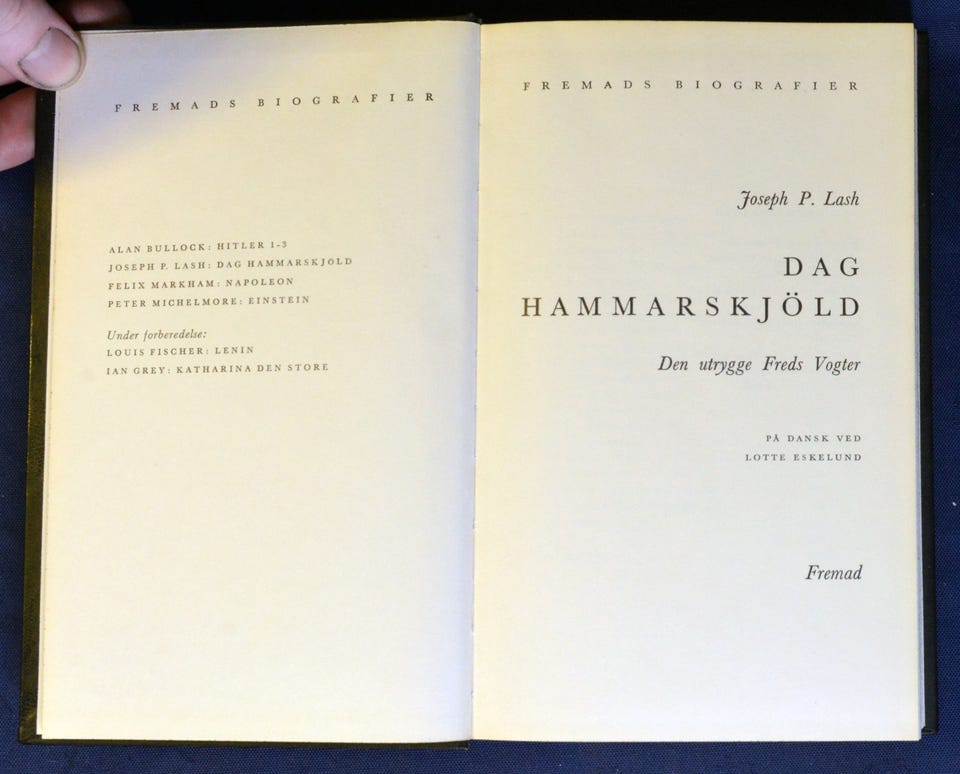 FREMADS BIOGRAFIER
ALAN BULLOCK: HITLER 1-3
JOSEPH P. LASH: DAG HAMMARSKJÖLD
FELIX MARKHAM: NAPOLEON
PETER MICHELMORE: EINSTEIN
Under forberedelse:
LOUIS FISCHER: LENIN
IAN GREY: KATHARINA DEN STORE
FREMADS BIOGRAFIER
Joseph P. Lash
DAG
HAMMARSKJÖLD
Den utrygge Freds Vogter
PÅ DANSK VED
LOTTE ESKELUND
Fremad